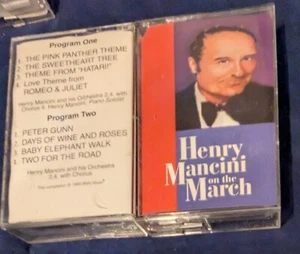 Program One
1. THE PINK PANTHER THEME
2. THE SWEETHEART TREE
3. THEME FROM "HATARI!"
4. Love Theme from
ROMEO & JULIET
Henry Mancini and his Orchestra
2,4, with
Chorus 4, Henry Mancini, Piano Soloist
Program Two
1. PETER GUNN
2. DAYS OF WINE AND ROSES
3. BABY ELEPHANT WALK
4. TWO FOR THE ROAD
Henry Mancini and his Orchestra
2,4, with Chorus
Henry
Mancini
on the
March